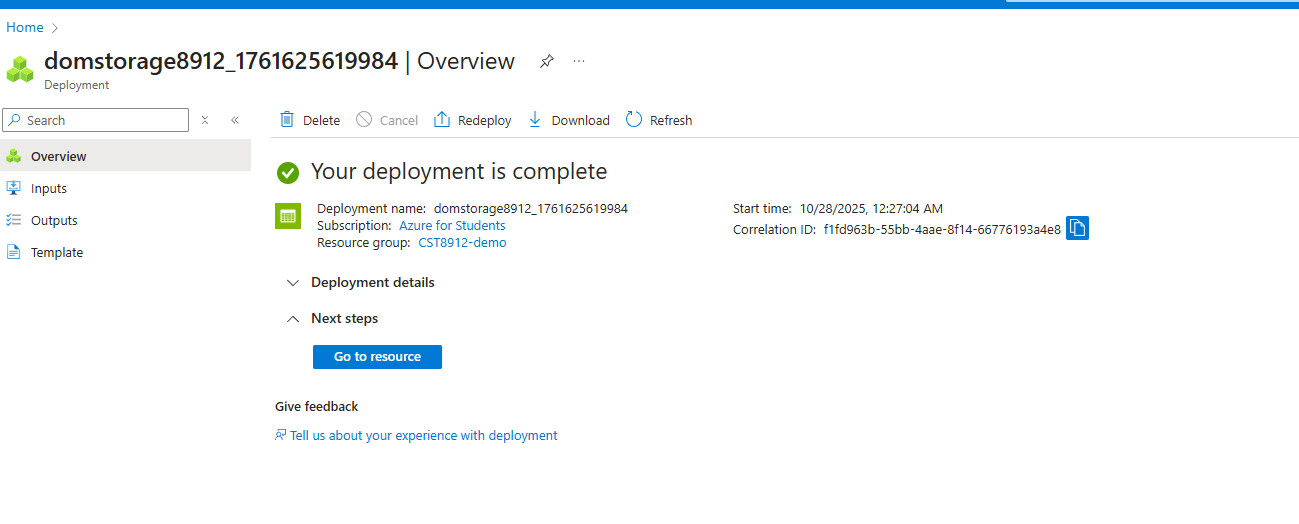 Home
domstorage8912_1761625619984 | Overview
Deployment
Search
Overview
Inputs
Outputs
Template
Delete Cancel Redeploy Download Refresh
Your deployment is complete
Deployment name: domstorage8912_1761625619984
Subscription: Azure for Students
Resource group: CST8912-demo
Start time: 10/28/2025, 12:27:04 AM
Correlation ID: f1fd963b-55bb-4aae-8f14-66776193a4e8
Deployment details
Next steps
Go to resource
Give feedback
Tell us about your experience with deployment